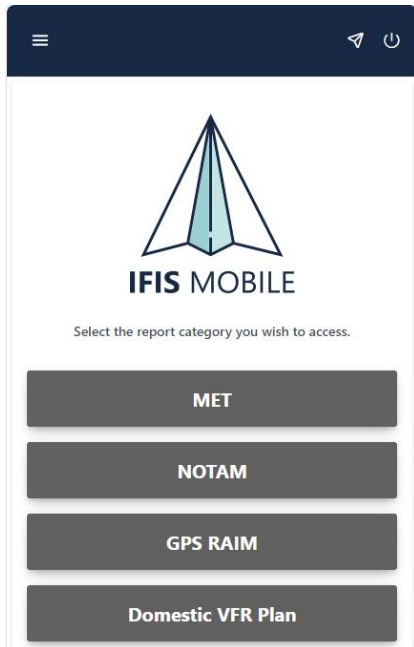 IFIS MOBILE
Select the report category you wish to access.
MET
NOTAM
GPS RAIM
Domestic VFR Plan